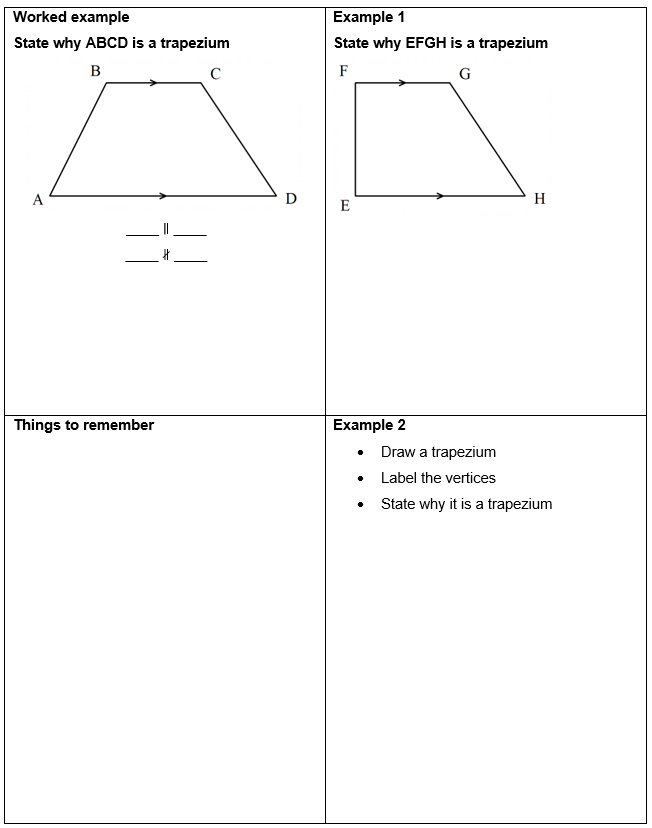 Worked example
State why ABCD is a trapezium
B C
A D
____ ∥ ____
____ ∦ ____
Example 1
State why EFGH is a trapezium
F G
E H
Things to remember
Example 2
• Draw a trapezium
• Label the vertices
• State why it is a trapezium